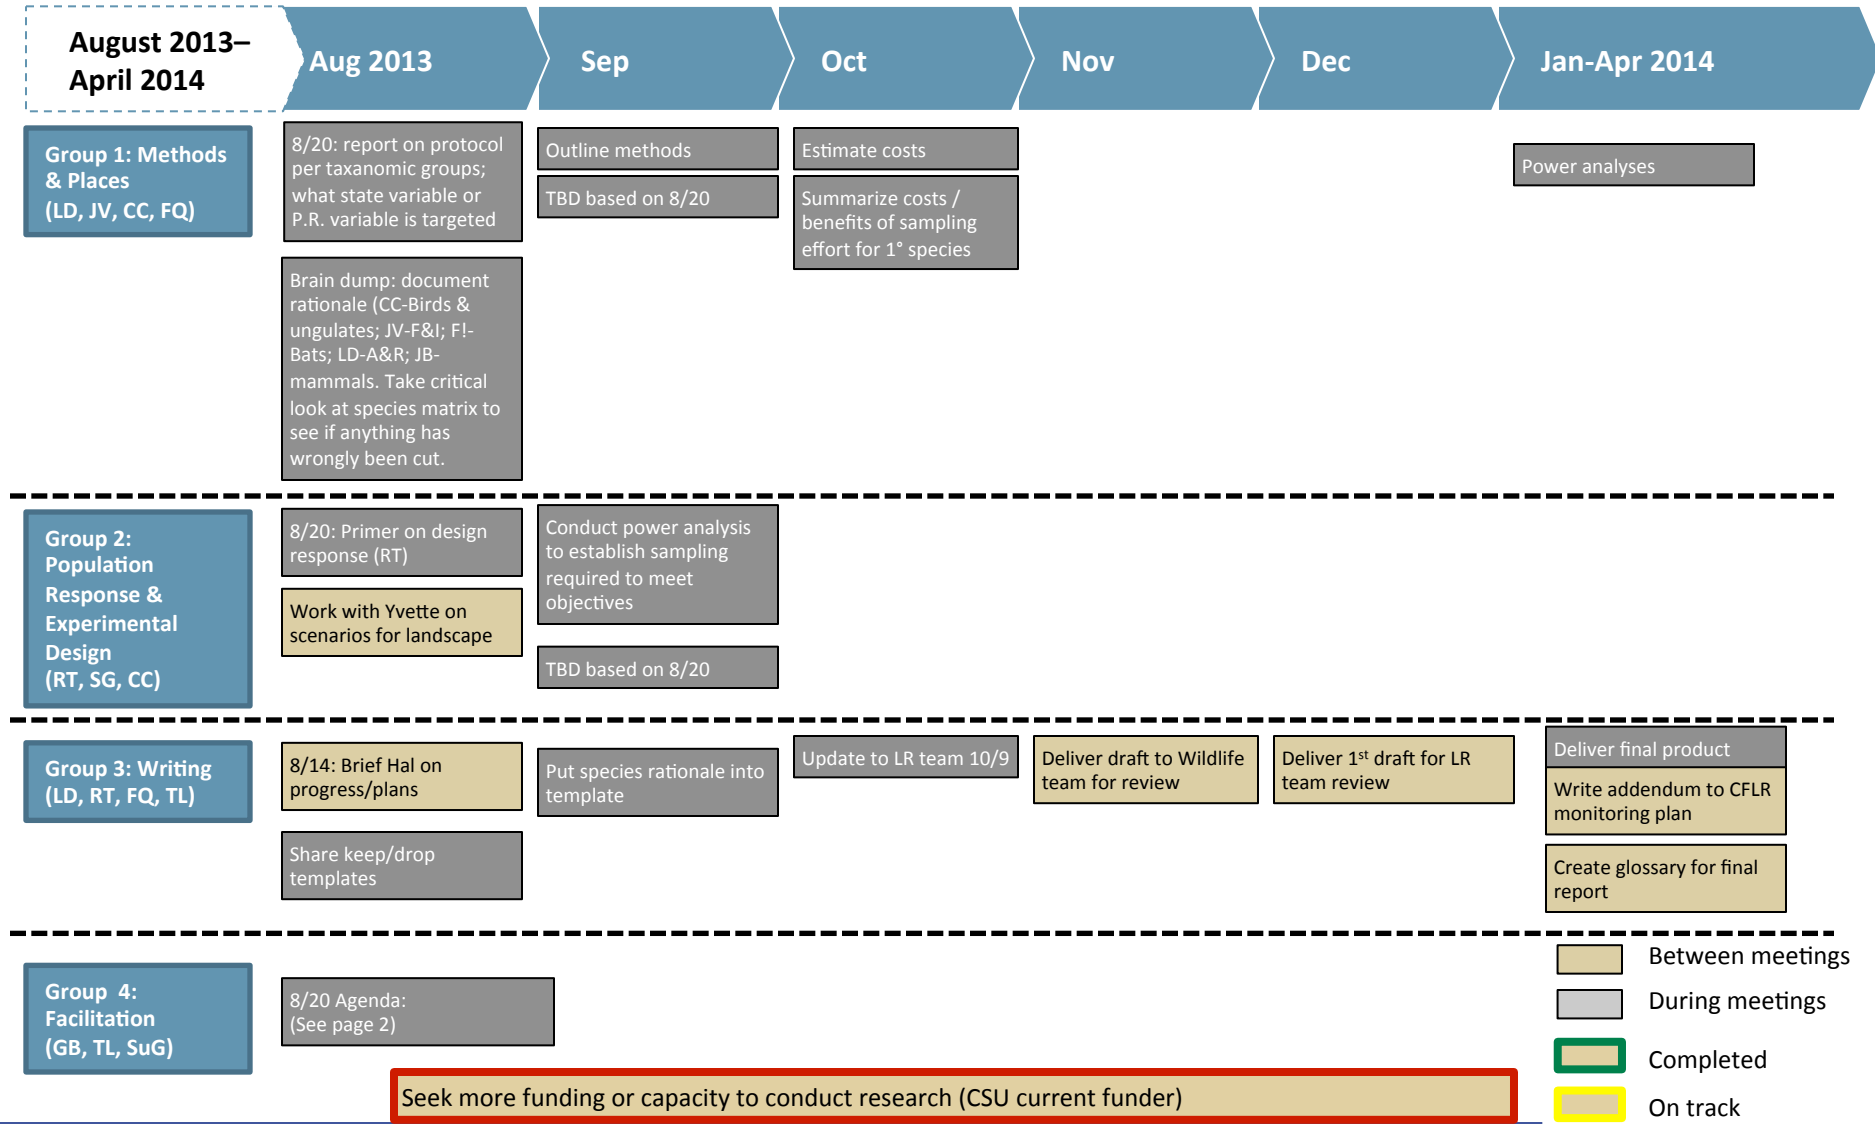 August 2013–
April 2014
Aug 2013
Sep
Oct
Nov
Dec
Jan-Apr 2014
Group 1: Methods
& Places
(LD, JV, CC, FQ)
8/20: report on protocol
per taxanomic groups;
what state variable or
P.R. variable is targeted
Brain dump: document
rationale (CC-Birds &
ungulates; JV-F&I; F!-
Bats; LD-A&R; JB-
mammals. Take critical
look at species matrix to
see if anything has
wrongly been cut.
Outline methods
TBD based on 8/20
Estimate costs
Summarize costs /
benefits of sampling
effort for 1° species
Power analyses
Group 2:
Population
Response &
Experimental
Design
(RT, SG, CC)
8/20: Primer on design
response (RT)
Work with Yvette on
scenarios for landscape
Conduct power analysis
to establish sampling
required to meet
objectives
TBD based on 8/20
Group 3: Writing
(LD, RT, FQ, TL)
8/14: Brief Hal on
progress/plans
Share keep/drop
templates
Put species rationale into
template
Update to LR team 10/9
Deliver draft to Wildlife
team for review
Deliver 1st draft for LR
team review
Deliver final product
Write addendum to CFLR
monitoring plan
Create glossary for final
report
Group 4:
Facilitation
(GB, TL, SuG)
8/20 Agenda:
(See page 2)
Seek more funding or capacity to conduct research (CSU current funder)
Between meetings
During meetings
Completed
On track